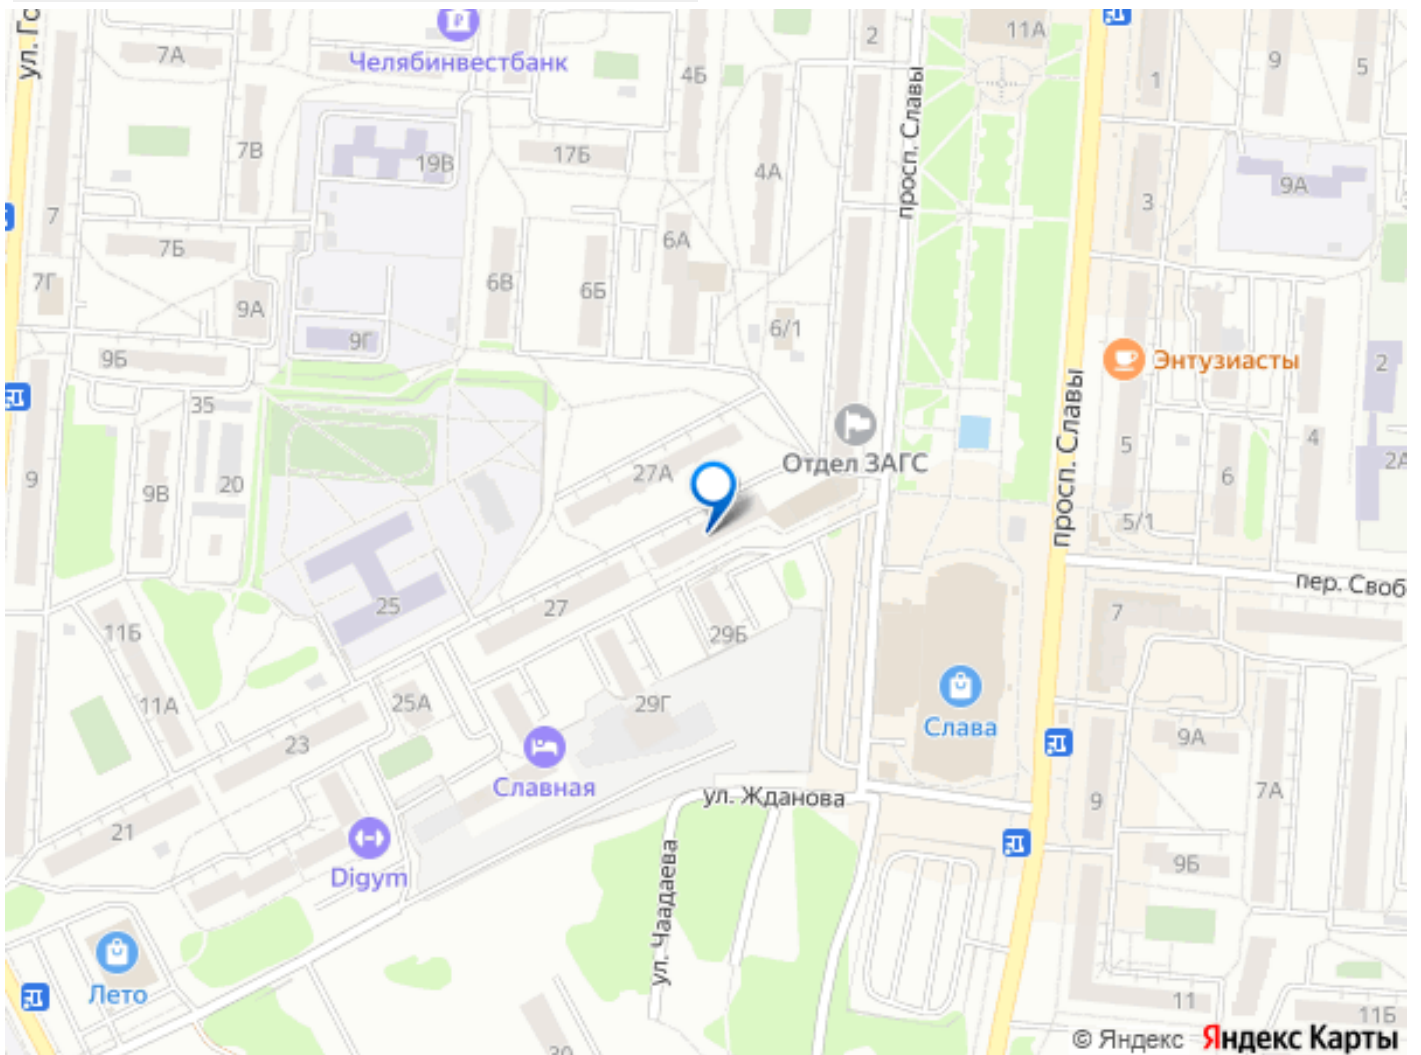 ул. Го
7А
Челябинвестбанк
4Б
2
11А
просп. Славы
1
9
5
7В
19В
17Б
4А
9А
3
7
7Б
6А
7Г
9А
6В
6Б
6/1
9Г
9Б
Энтузиасты
2
35
просп. Славы
5
4
27А
Отдел ЗАГС
2А
9
9В
20
6
5/1
25
27
пер. Своб
7
11Б
29Б
11А
25А
29Г
23
Слава
9А
Славная
ул. Жданова
7А
9
21
Digym
ул. Чаадаева
9Б
Лето
11
11Б
© Яндекс Яндекс Карты